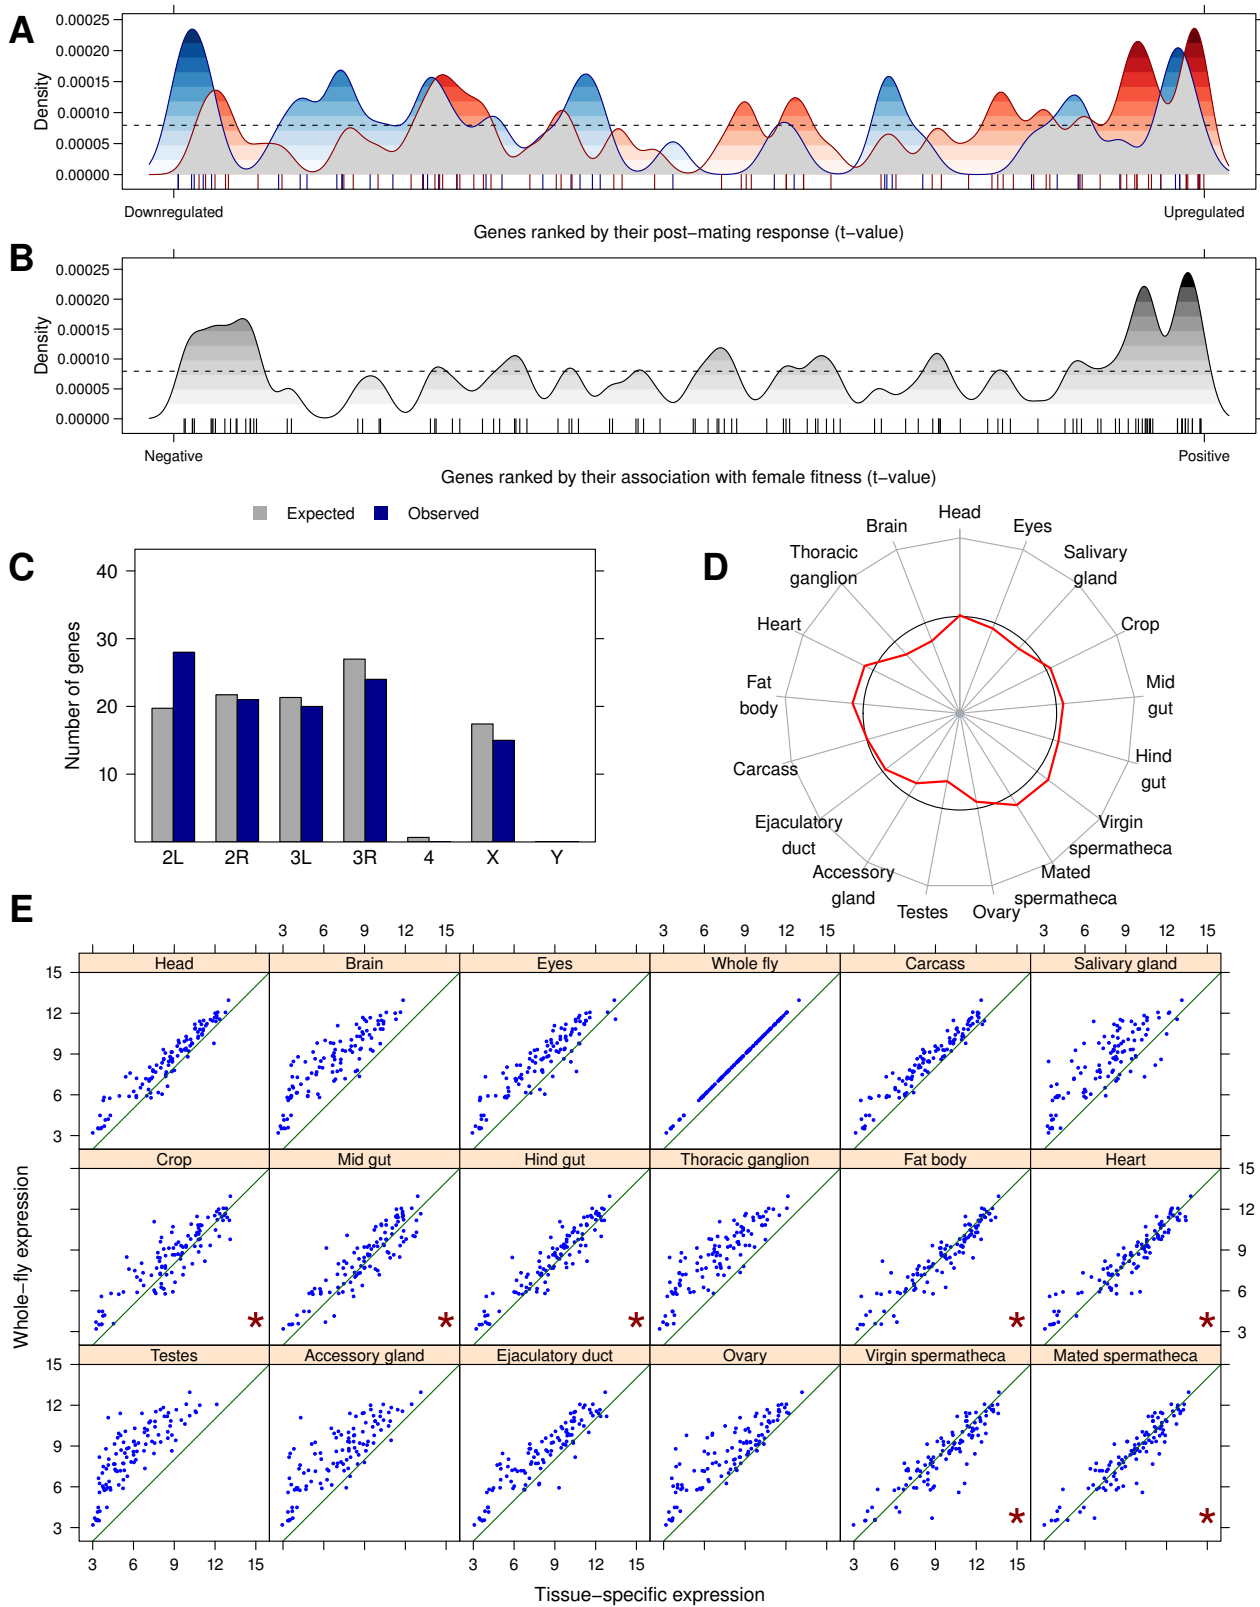 A
Density
0.00025
0.00020
0.00015
0.00010
0.00005
0.00000
Downregulated
Upregulated
Genes ranked by their post−mating response (t−value)
B
Density
0.00025
0.00020
0.00015
0.00010
0.00005
0.00000
Negative
Positive
Genes ranked by their association with female fitness (t−value)
Expected
Observed
C
Number of genes
40
30
20
10
2L
2R
3L
3R
4
X
Y
D
Head
Eyes
Salivary
gland
Crop
Mid
gut
Hind
gut
Virgin
spermatheca
Mated
spermatheca
Ovary
Testes
Accessory
gland
Ejaculatory
duct
Carcass
Fat
body
Heart
Thoracic
ganglion
Brain
E
3 6 9 12 15
3 6 9 12 15
3 6 9 12 15
Head
Brain
Eyes
Whole fly
Carcass
Salivary gland
15
12
9
6
3
Crop
Mid gut
Hind gut
Thoracic ganglion
Fat body
Heart
*
*
*
*
*
15
12
9
6
3
Testes
Accessory gland
Ejaculatory duct
Ovary
Virgin spermatheca
Mated spermatheca
15
12
9
6
3
*
*
3 6 9 12 15
3 6 9 12 15
3 6 9 12 15
Whole−fly expression
Tissue−specific expression